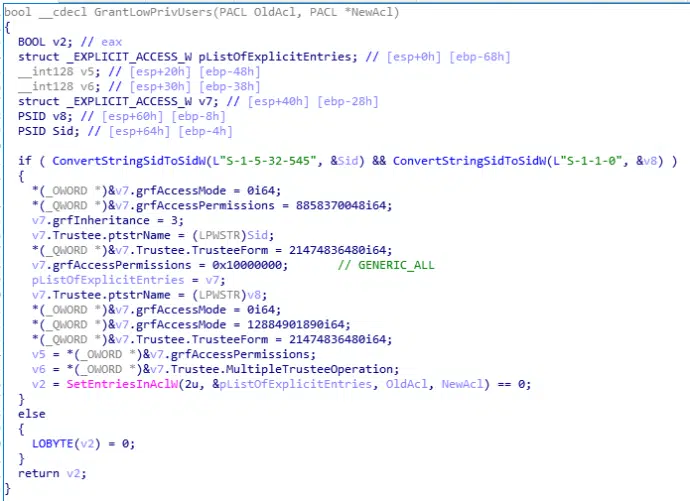 bool __cdecl GrantLowPrivUsers(PACL OldAcl, PACL *NewAcl)
{
BOOL v2; // eax
struct _EXPLICIT_ACCESS_W pListOfExplicitEntries; // [esp+0h] [ebp-68h]
__int128 v5; // [esp+20h] [ebp-48h]
__int128 v6; // [esp+30h] [ebp-38h]
struct _EXPLICIT_ACCESS_W v7; // [esp+40h] [ebp-28h]
PSID v8; // [esp+60h] [ebp-8h]
PSID Sid; // [esp+64h] [ebp-4h]
if ( ConvertStringSidToSidW(L"S-1-5-32-545", &Sid) && ConvertStringSidToSidW(L"S-1-1-0", &v8) )
{
*(_OWORD *)&v7.grfAccessMode = 0i64;
*(_QWORD *)&v7.grfAccessPermissions = 8858370048i64;
v7.grfInheritance = 3;
v7.Trustee.ptstrName = (LPWSTR)Sid;
*(_QWORD *)&v7.Trustee.TrusteeForm = 21474836480i64;
v7.grfAccessPermissions = 0x10000000; // GENERIC_ALL
pListOfExplicitEntries = v7;
v7.Trustee.ptstrName = (LPWSTR)v8;
*(_OWORD *)&v7.grfAccessMode = 0i64;
*(_QWORD *)&v7.grfAccessMode = 12884901890i64;
*(_QWORD *)&v7.Trustee.TrusteeForm = 21474836480i64;
v5 = *(_OWORD *)&v7.grfAccessPermissions;
v6 = *(_OWORD *)&v7.Trustee.MultipleTrusteeOperation;
v2 = SetEntriesInAclW(2u, &pListOfExplicitEntries, OldAcl, NewAcl) == 0;
}
else
{
LOBYTE(v2) = 0;
}
return v2;
}